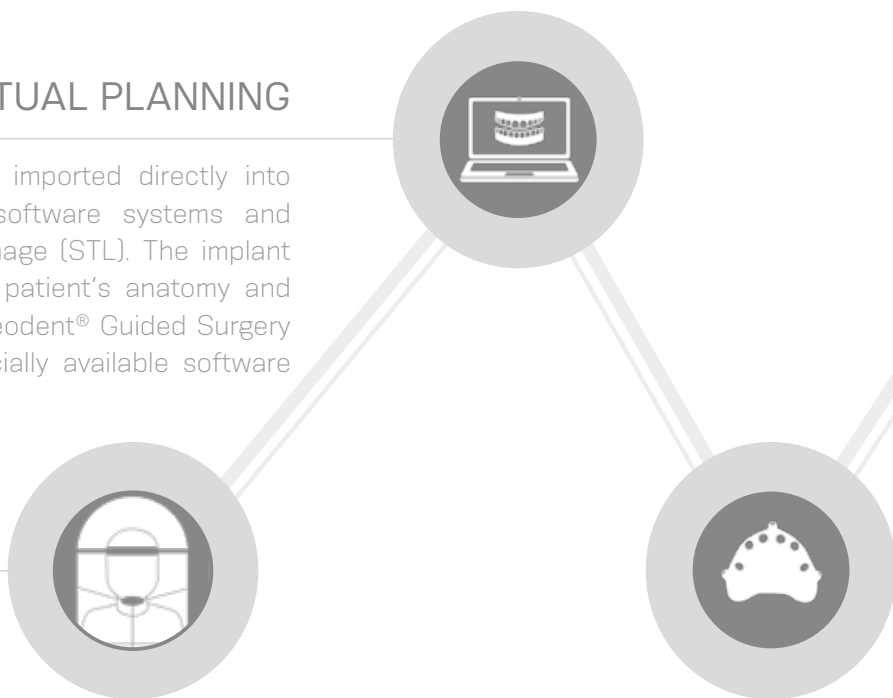 TUAL PLANNING
imported directly into
software systems and
nage (STL). The implant
patient's anatomy and
eodent® Guided Surgery
cially available software